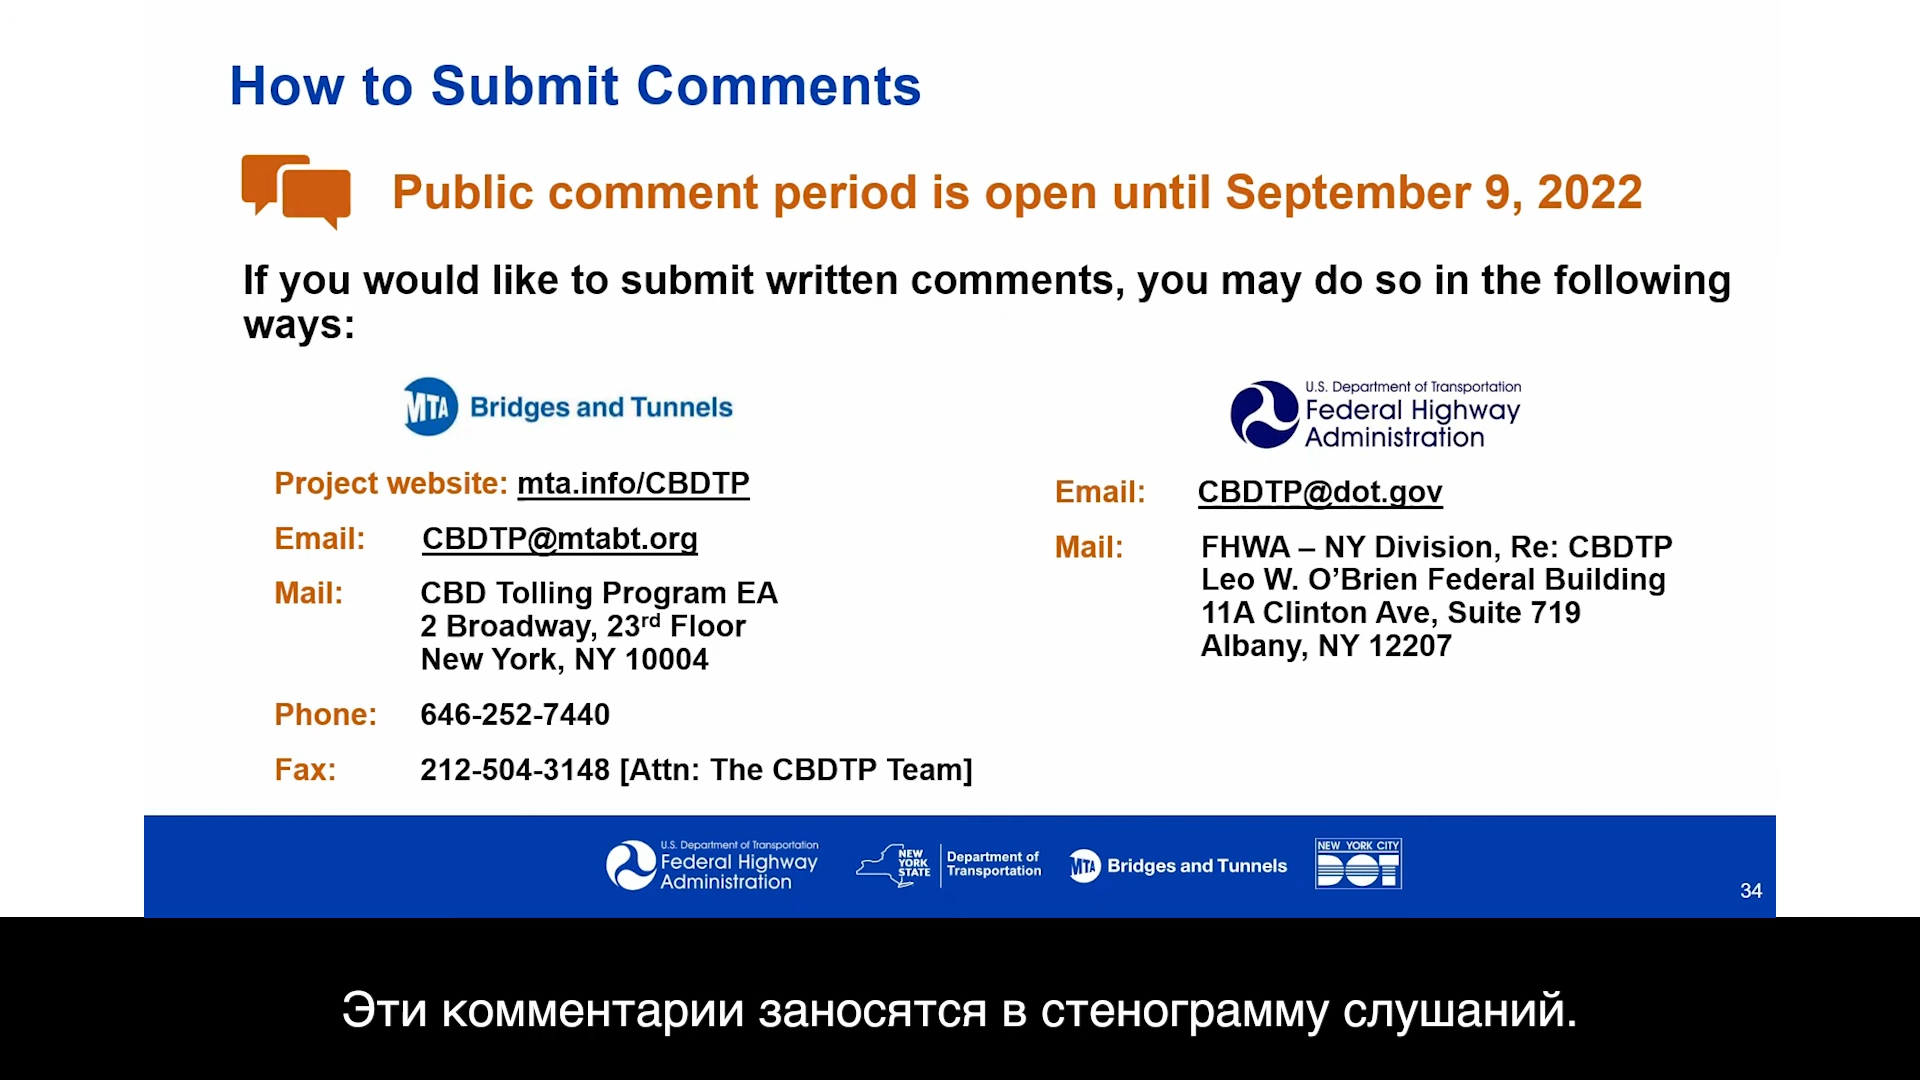 How to Submit Comments
Public comment period is open until September 9, 2022
If you would like to submit written comments, you may do so in the following
ways:
MTA Bridges and Tunnels
Project website: mta.info/CBDTP
Email: CBDTP@mtabt.org
Mail: CBD Tolling Program EA
2 Broadway, 23rd Floor
New York, NY 10004
Phone: 646-252-7440
Fax: 212-504-3148 [Attn: The CBDTP Team]
U.S. Department of Transportation
Federal Highway
Administration
Email: CBDTP@dot.gov
Mail: FHWA – NY Division, Re: CBDTP
Leo W. O’Brien Federal Building
11A Clinton Ave, Suite 719
Albany, NY 12207
U.S. Department of Transportation
Federal Highway
Administration
NEW
YORK
STATE
Department of
Transportation
MTA Bridges and Tunnels
NEW YORK CITY
DOT
34
Эти комментарии заносятся в стенограмму слушаний.